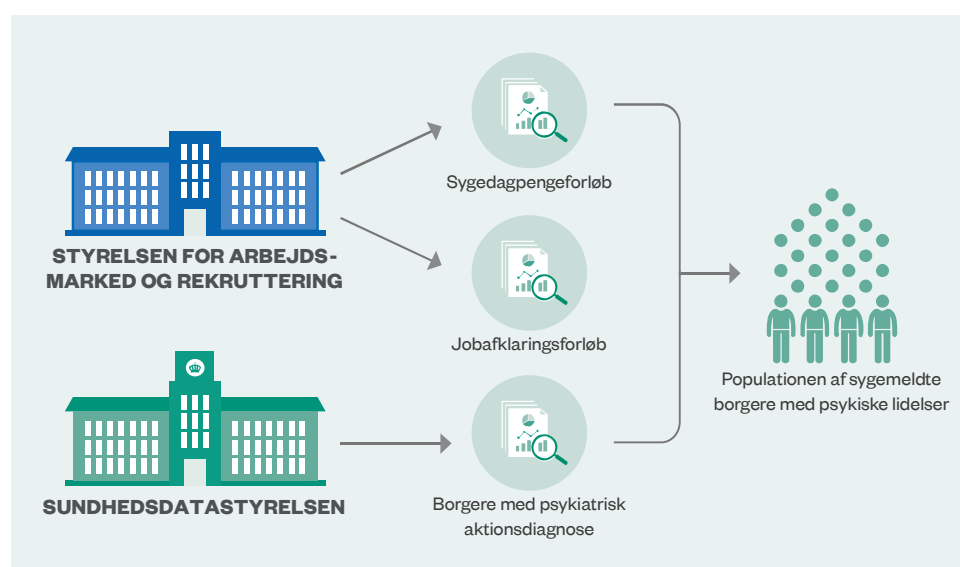 Sygedagpengeforløb
STYRELSEN FOR ARBEJDS-
MARKED OG REKRUTTERING
Jobafklaringsforløb
Populationen af sygemeldte
borgere med psykiske lidelser
SUNDHEDSDATASTYRELSEN
Borgere med psykiatrisk
aktionsdiagnose